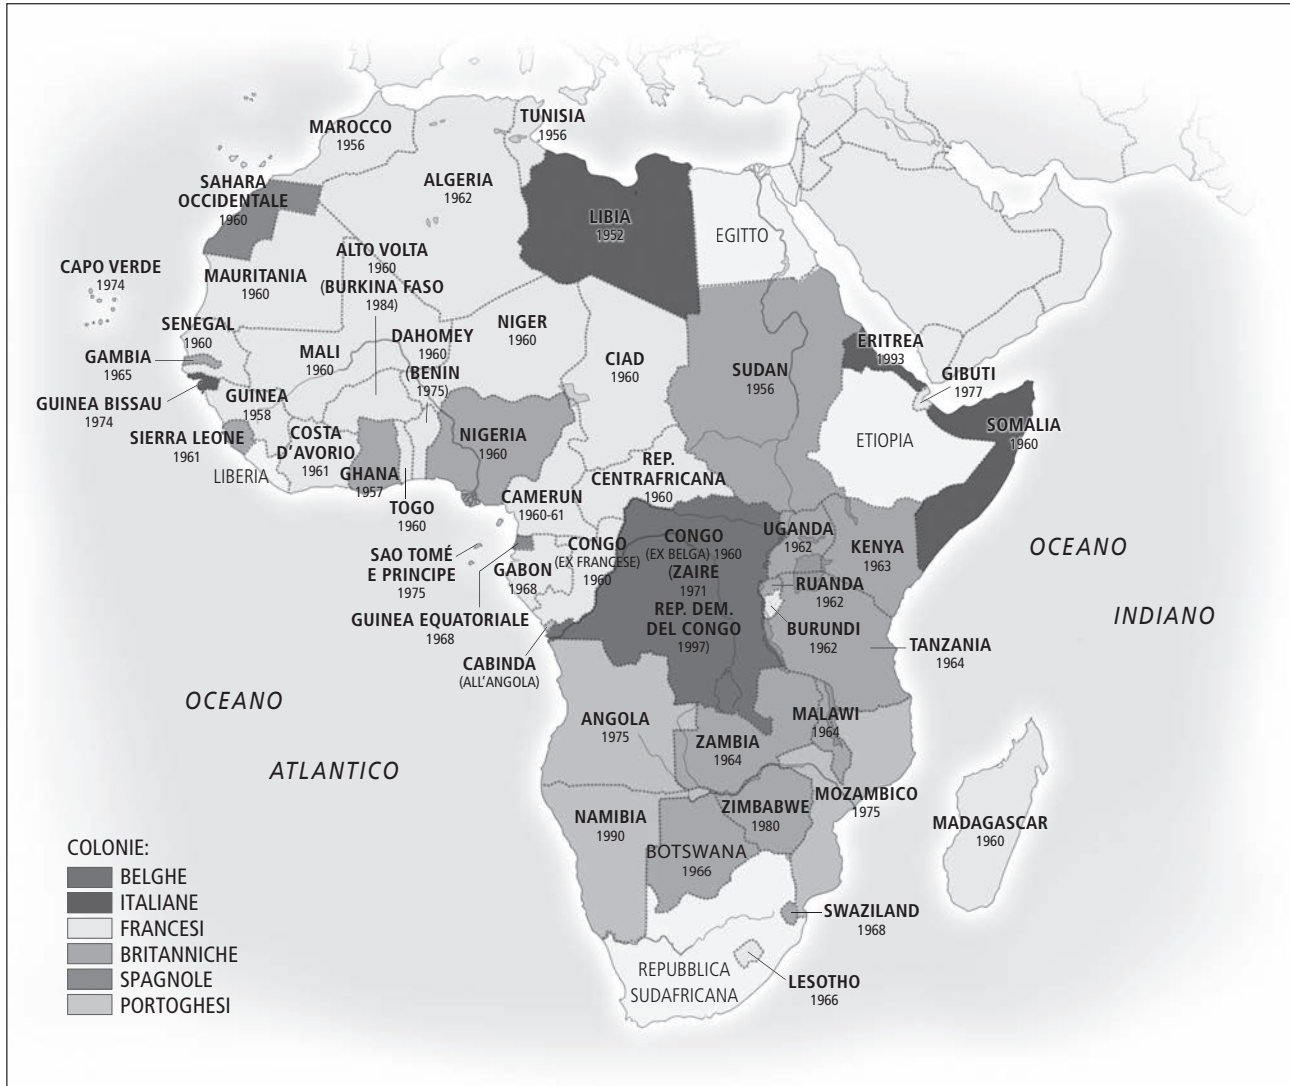 TUNISIA
1956
MAROCCO
1956
ALGERIA
1962
SAHARA
OCCIDENTALE
1960
LIBIA
1952
EGITTO
ALTO VOLTA
1960
(BURKINA FASO
1984)
CAPO VERDE
1974
MAURITANIA
1960
SENEGAL
1960
NIGER
1960
DAHOMEY
1960
(BENIN
1975)
MALI
1960
CIAD
1960
SUDAN
1956
ERITREA
1993
GAMBIA
1965
GIBUTI
1977
GUINEA BISSAU
1974
GUINEA
1958
SIERRA LEONE
1961
COSTA
D'AVORIO
1961
NIGERIA
1960
ETIOPIA
SOMALIA
1960
LIBERIA
GHANA
1957
REP.
CENTRAFRICANA
1960
TOGO
1960
CAMERUN
1960-61
UGANDA
1962
KENYA
1963
OCEANO
INDIANO
SAO TOMÉ
E PRINCIPE
1975
GABON
1968
CONGO
(EX FRANCESE)
1960
CONGO
(EX BELGA) 1960
(ZAIRE
1971
REP. DEM.
DEL CONGO
1997)
RUANDA
1962
GUINEA EQUATORIALE
1968
BURUNDI
1962
TANZANIA
1964
CABINDA
(ALL'ANGOLA)
OCEANO
ATLANTICO
ANGOLA
1975
MALAWI
1964
ZAMBIA
1964
MOZAMBICO
1975
NAMIBIA
1990
ZIMBABWE
1980
MADAGASCAR
1960
BOTSWANA
1966
SWAZILAND
1968
REPUBBLICA
SUDAFRICANA
LESOTHO
1966
COLONIE:
BELGHE
ITALIANE
FRANCESI
BRITANNICHE
SPAGNOLE
PORTOGHESI